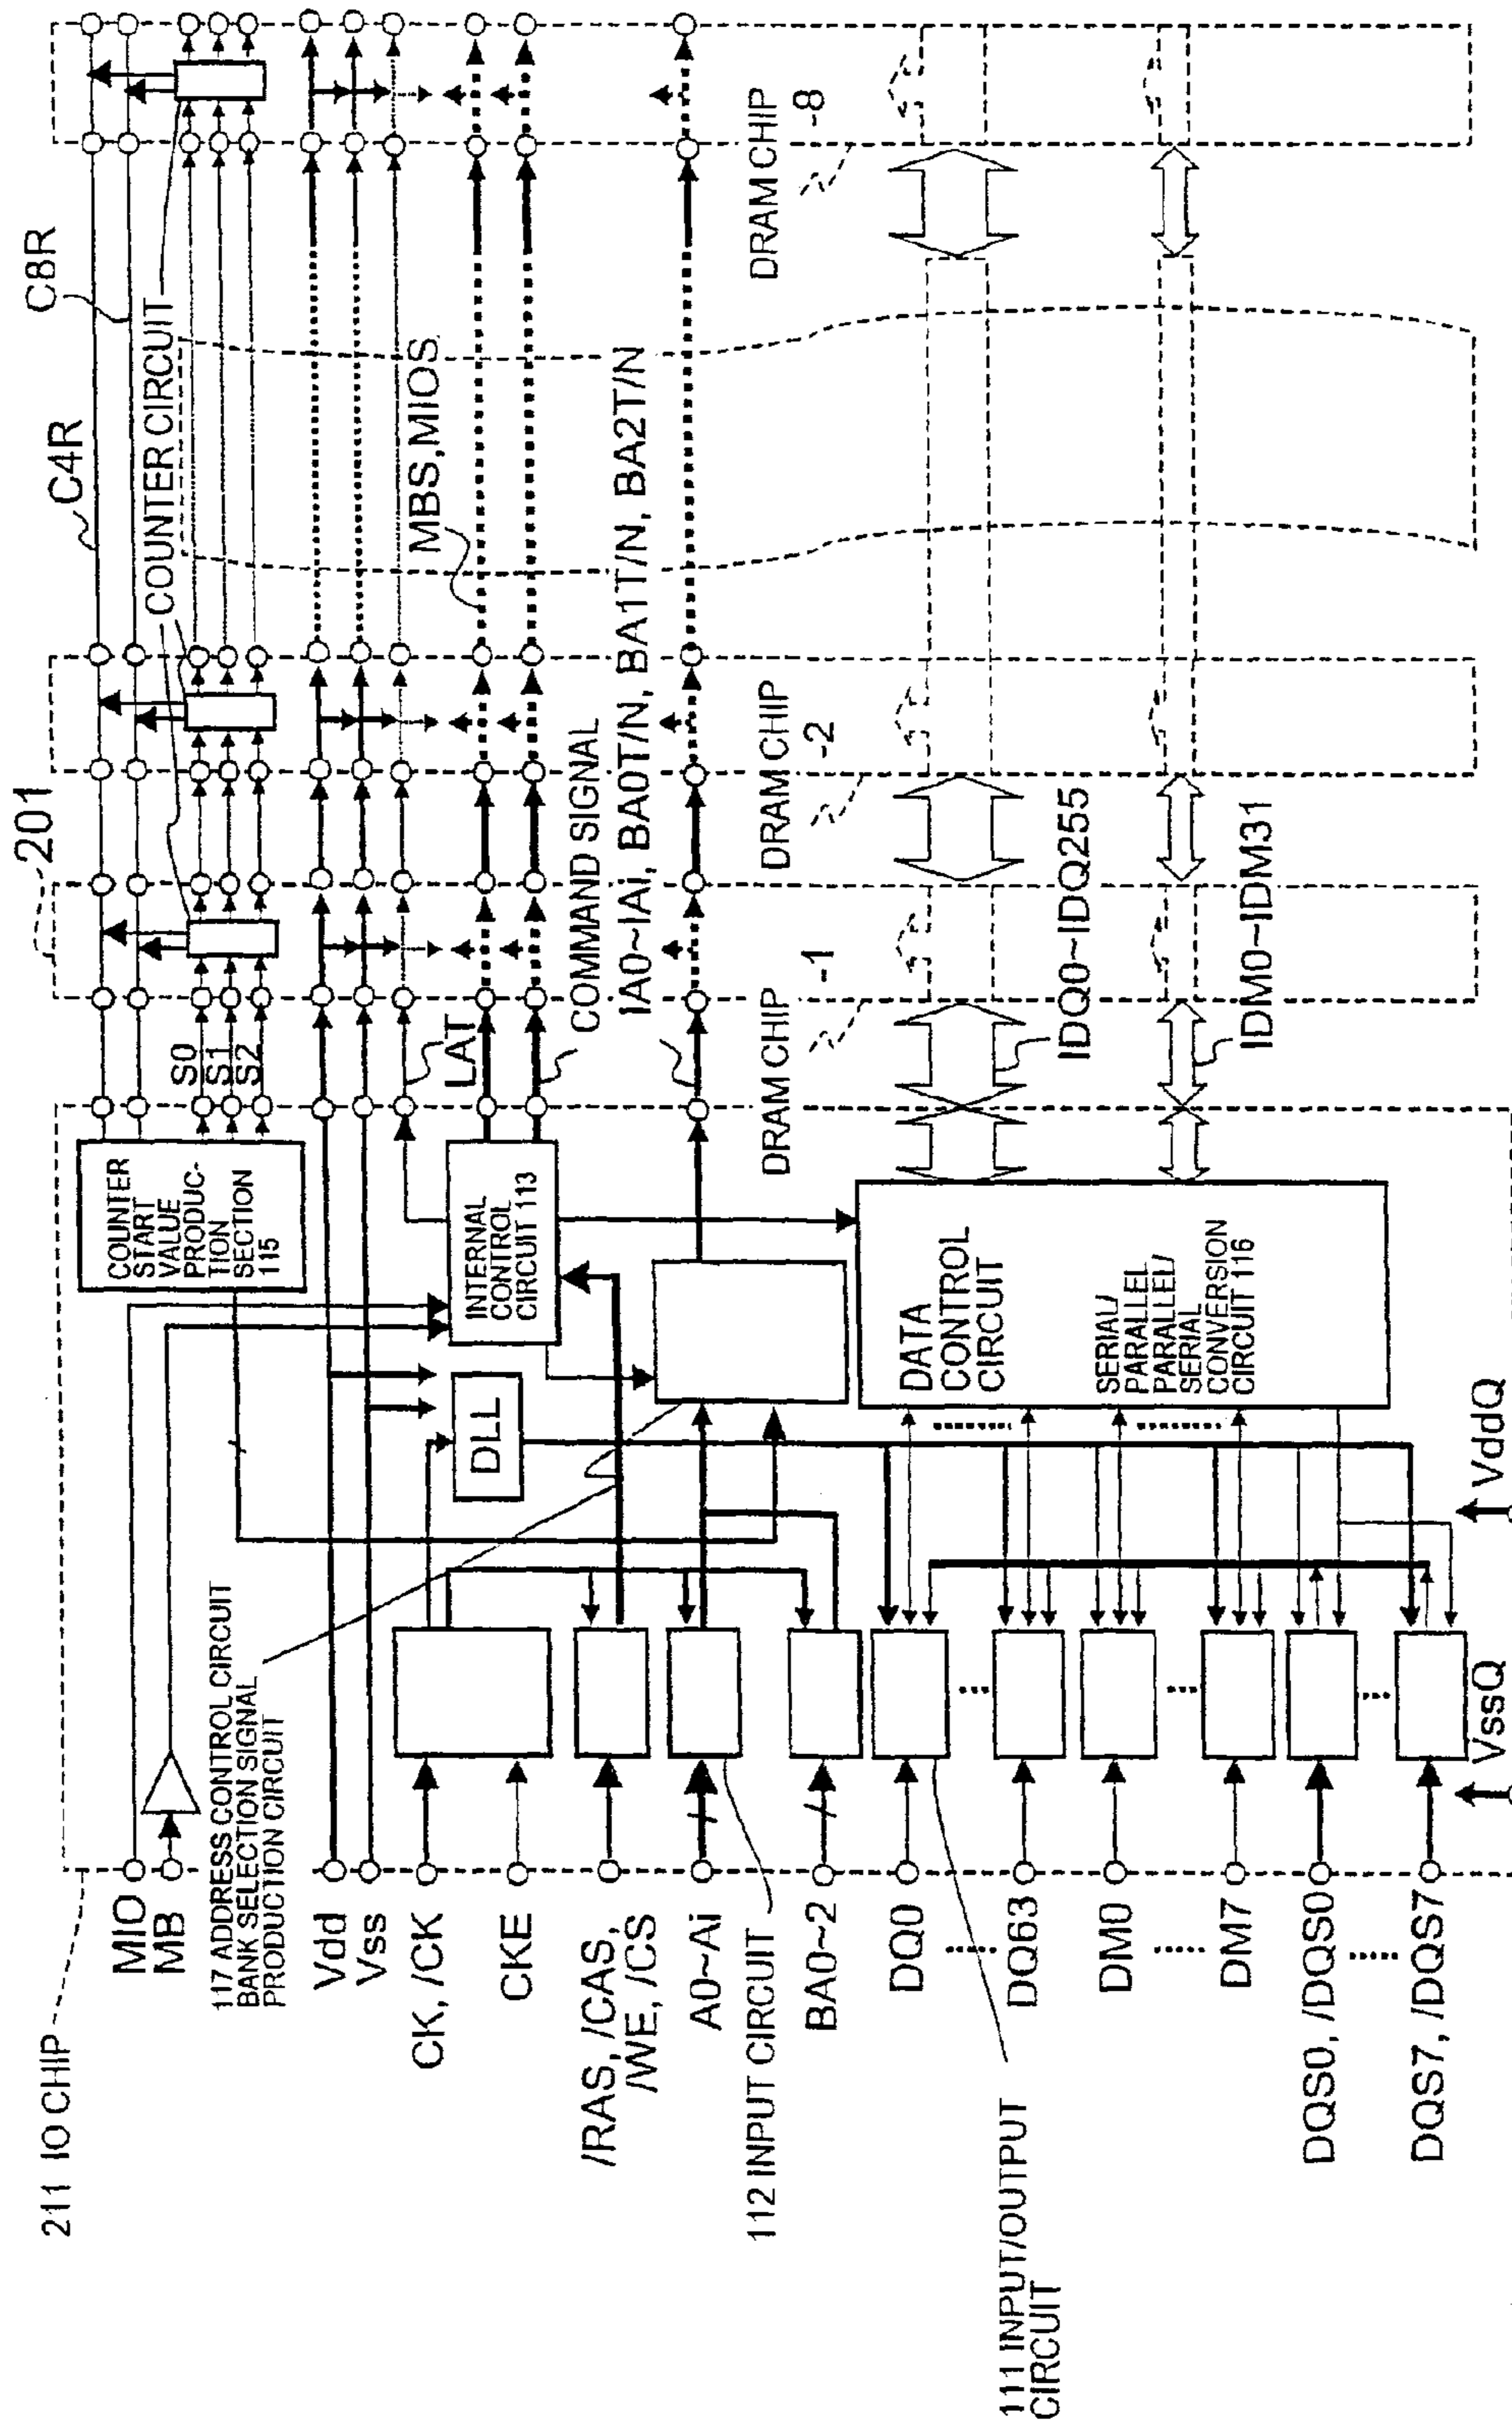 211 IO CHIP
201
C4R
C8R
COUNTER CIRCUIT
MIO
MB
117 ADDRESS CONTROL CIRCUIT
BANK SELECTION SIGNAL
PRODUCTION CIRCUIT
COUNTER
START
VALUE
PRODUC-
TION
SECTION
115
S0
S1
S2
Vdd
Vss
CK, /CK
CKE
DLL
INTERNAL
CONTROL
CIRCUIT 113
LAT
MBS,MIOS
COMMAND SIGNAL
IA0~IAi, BA0T/N, BA1T/N, BA2T/N
/RAS, /CAS,
/WE, /CS
A0~Ai
112 INPUT CIRCUIT
BA0~2
DRAM CHIP
-1
DRAM CHIP
-2
DRAM CHIP
-8
DQ0
DQ63
DM0
DM7
DQS0, /DQS0
DQS7, /DQS7
111 INPUT/OUTPUT
CIRCUIT
DATA
CONTROL
CIRCUIT
SERIAL/
PARALLEL
PARALLEL/
SERIAL
CONVERSION
CIRCUIT 116
IDQ0~IDQ255
IDM0~IDM31
VssQ
VddQ